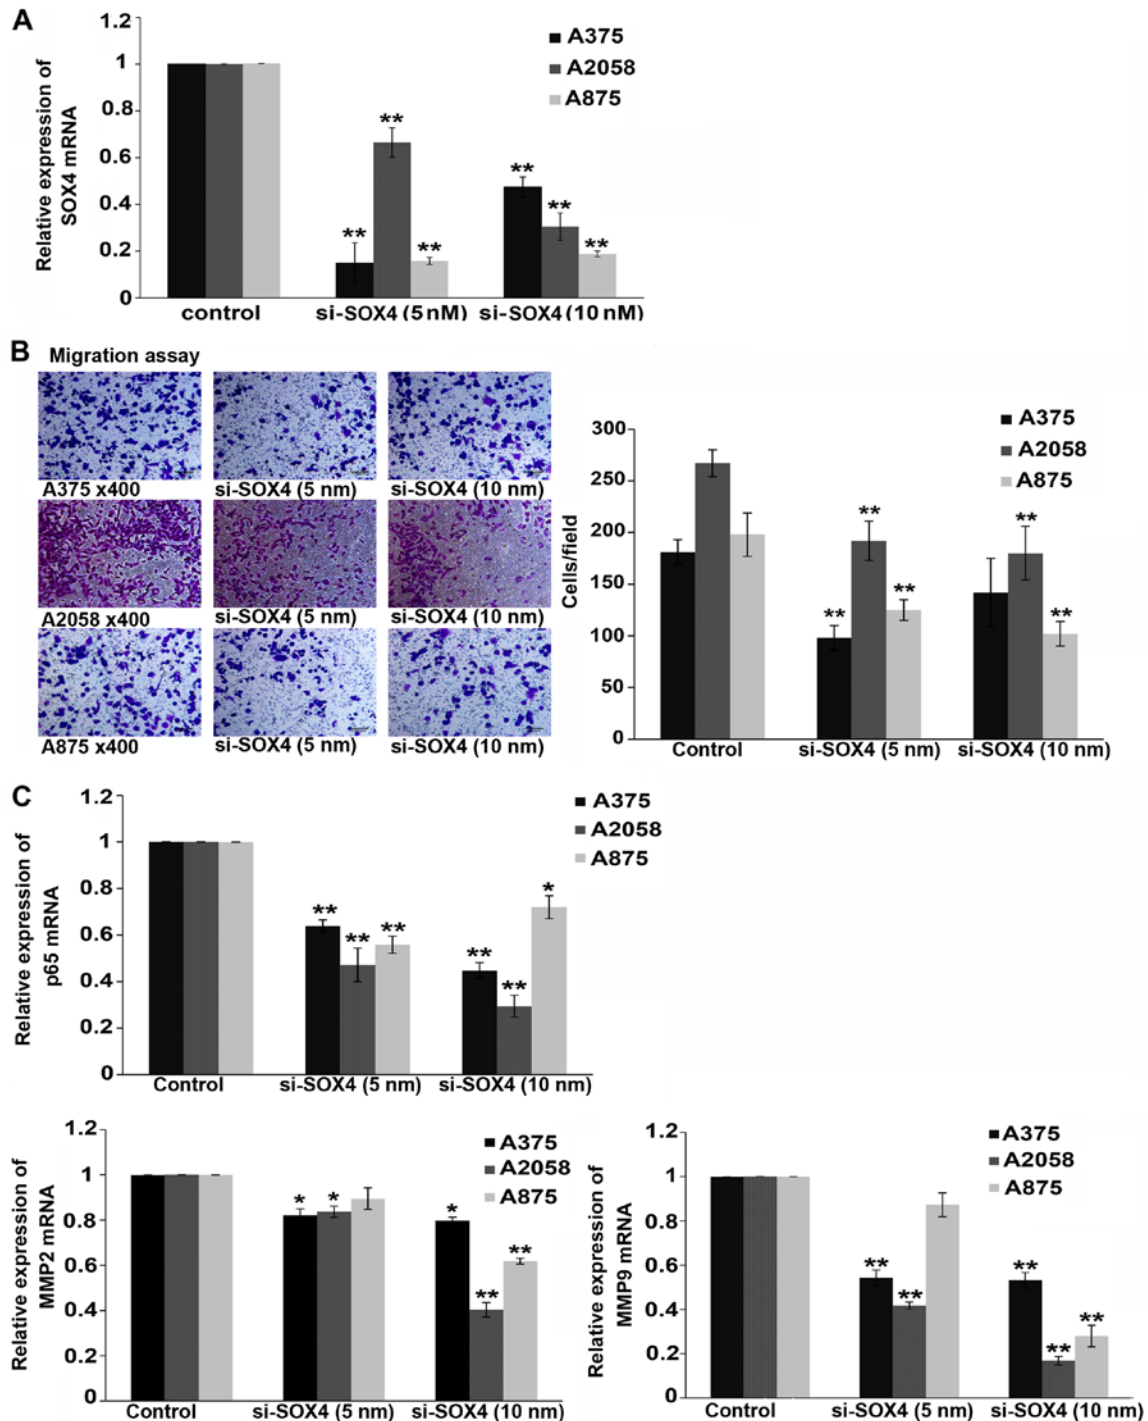 A
1.2
1
0.8
0.6
0.4
0.2
0
Relative expression of
SOX4 mRNA
A375
A2058
A875
**
**
**
**
**
**
control
si-SOX4 (5 nM)
si-SOX4 (10 nM)
B
Migration assay
A375 x400
si-SOX4 (5 nm)
si-SOX4 (10 nm)
A2058 x400
si-SOX4 (5 nm)
si-SOX4 (10 nm)
A875 x400
si-SOX4 (5 nm)
si-SOX4 (10 nm)
300
250
200
150
100
50
0
Cells/field
A375
A2058
A875
**
**
**
**
**
Control
si-SOX4 (5 nm)
si-SOX4 (10 nm)
C
1.2
1
0.8
0.6
0.4
0.2
0
Relative expression of
p65 mRNA
A375
A2058
A875
**
**
**
**
**
*
Control
si-SOX4 (5 nm)
si-SOX4 (10 nm)
1.2
1
0.8
0.6
0.4
0.2
0
Relative expression of
MMP2 mRNA
A375
A2058
A875
*
*
*
**
**
Control
si-SOX4 (5 nm)
si-SOX4 (10 nm)
1.2
1
0.8
0.6
0.4
0.2
0
Relative expression of
MMP9 mRNA
A375
A2058
A875
**
**
**
**
**
Control
si-SOX4 (5 nm)
si-SOX4 (10 nm)